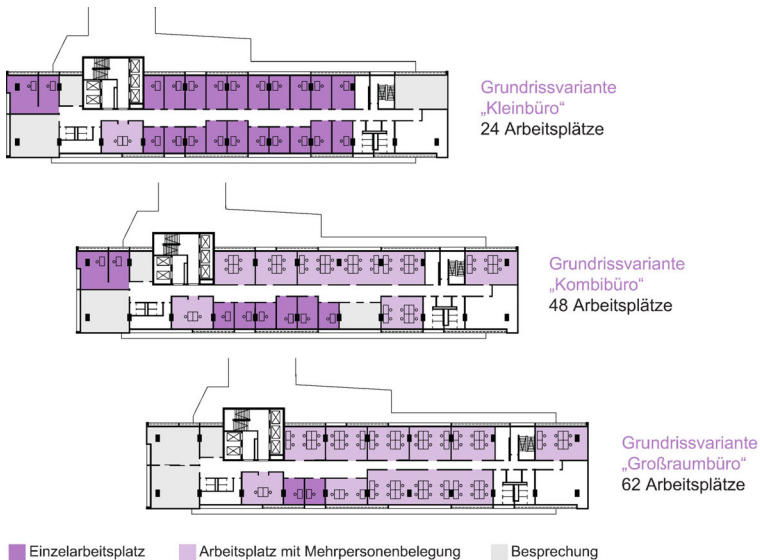 Grundrissvariante
„Kleinbüro“
24 Arbeitsplätze
Grundrissvariante
„Kombibüro“
48 Arbeitsplätze
Grundrissvariante
„Großraumbüro“
62 Arbeitsplätze
Einzelarbeitsplatz
Arbeitsplatz mit Mehrpersonenbelegung
Besprechung